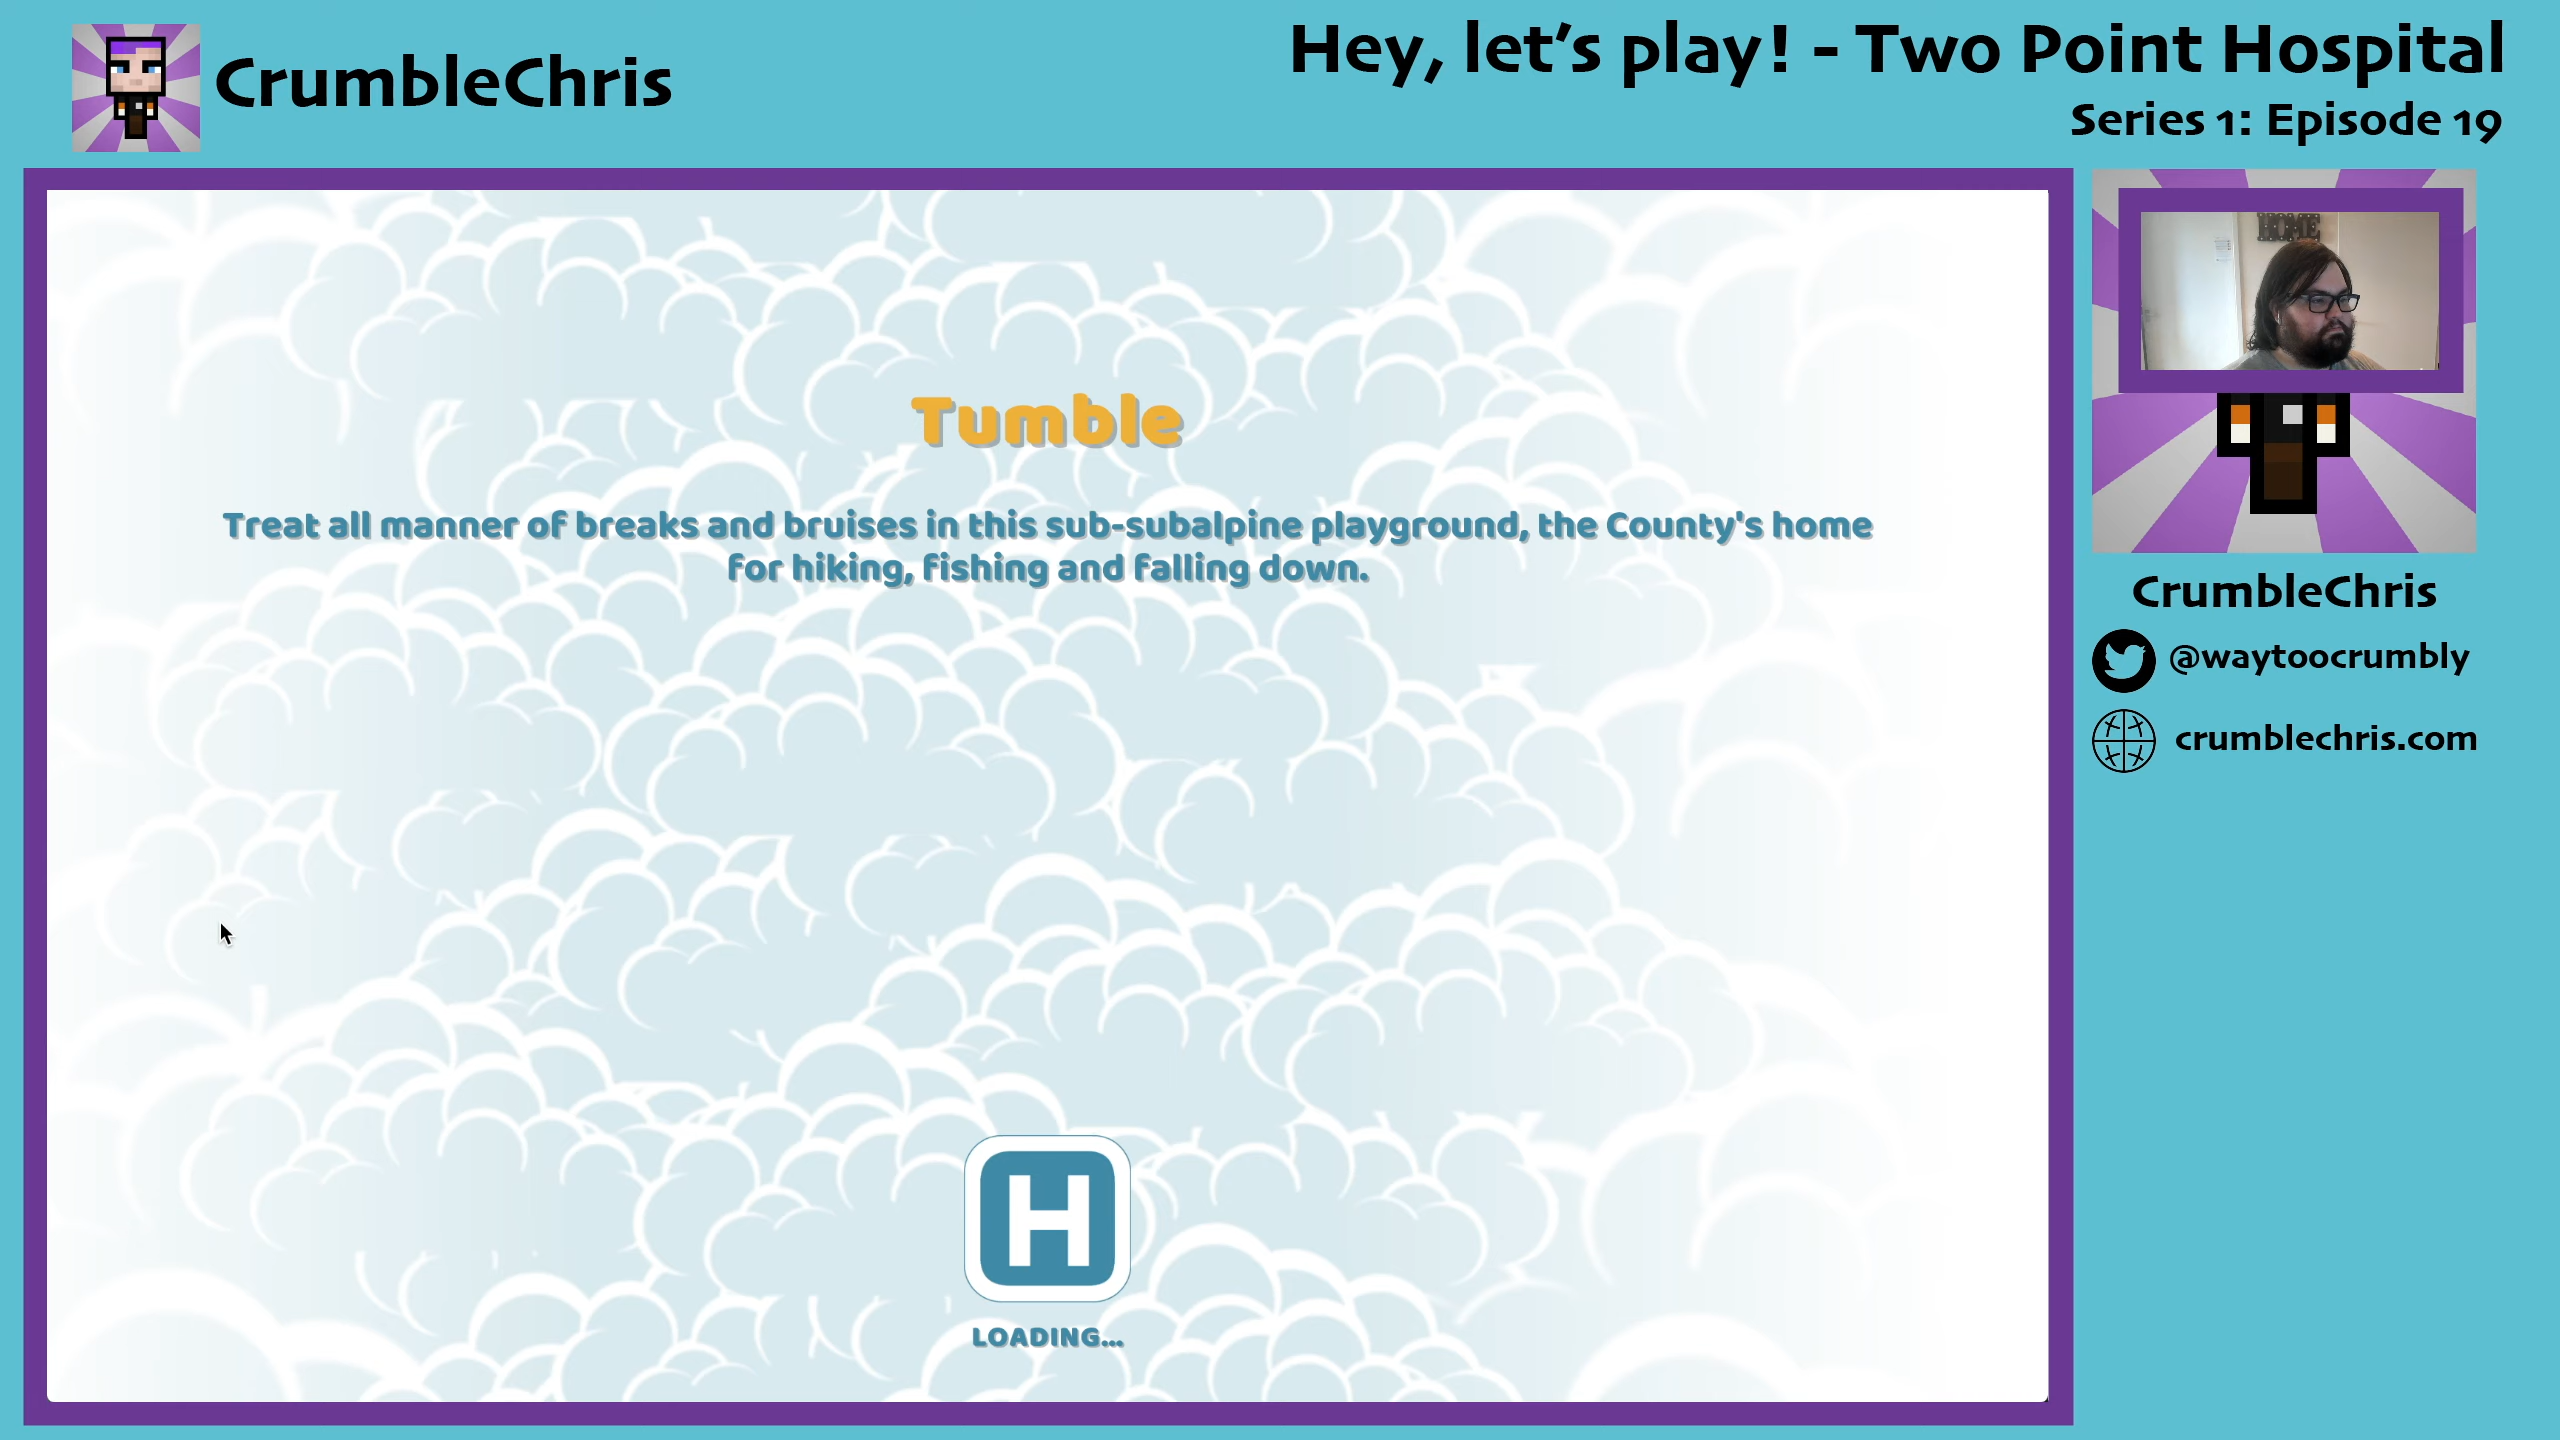 CrumbleChris
Hey, let's play! - Two Point Hospital
Series 1: Episode 19
HOME
Tumble
Treat all manner of breaks and bruises in this sub-subalpine playground, the County's home
for hiking, fishing and falling down.
H
LOADING...
CrumbleChris
@waytoocrumbly
crumblechris.com